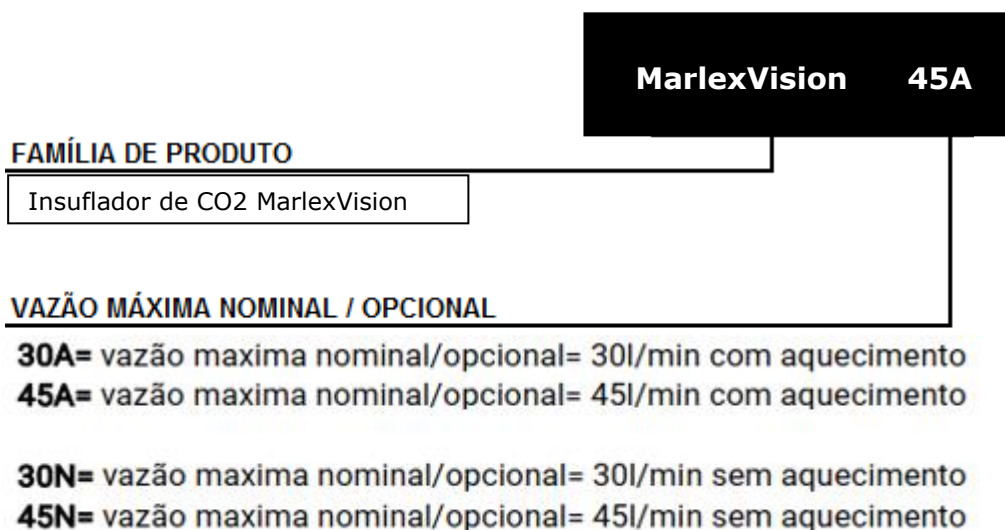 MarlexVision 45A
FAMÍLIA DE PRODUTO
Insuflador de CO2 MarlexVision
VAZÃO MÁXIMA NOMINAL / OPCIONAL
30A= vazão maxima nominal/opcional= 30l/min com aquecimento
45A= vazão maxima nominal/opcional= 45l/min com aquecimento
30N= vazão maxima nominal/opcional= 30l/min sem aquecimento
45N= vazão maxima nominal/opcional= 45l/min sem aquecimento